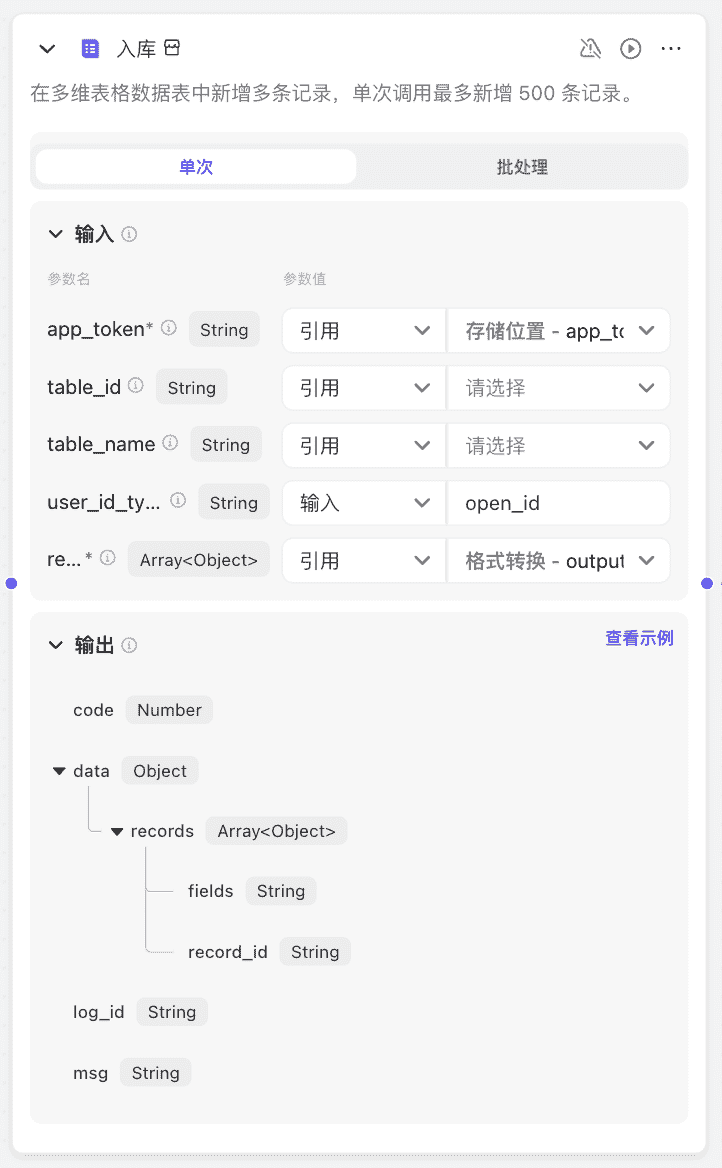 入库
在多维表格数据表中新增多条记录，单次调用最多新增 500 条记录。
单次 批处理
输入
参数名 参数值
app_token* String 引用 存储位置 - app_to
table_id String 引用 请选择
table_name String 引用 请选择
user_id_ty... String 输入 open_id
re... * Array<Object> 引用 格式转换 - output
输出 查看示例
code Number
data Object
records Array<Object>
fields String
record_id String
log_id String
msg String